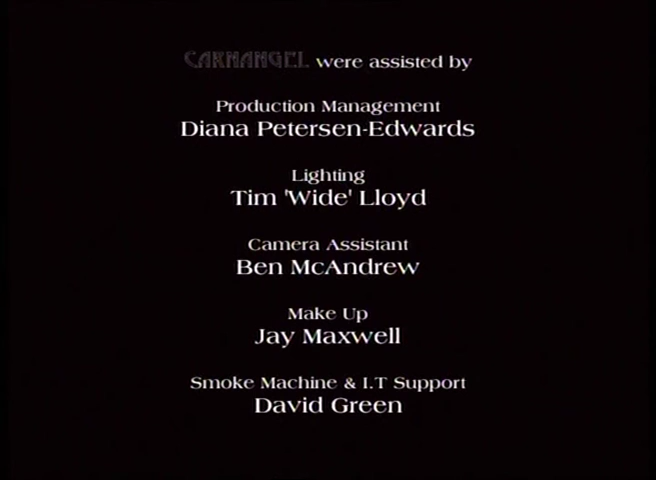 CARNANGEL were assisted by
Production Management
Diana Petersen-Edwards
Lighting
Tim 'Wide' Lloyd
Camera Assistant
Ben McAndrew
Make Up
Jay Maxwell
Smoke Machine & I.T Support
David Green